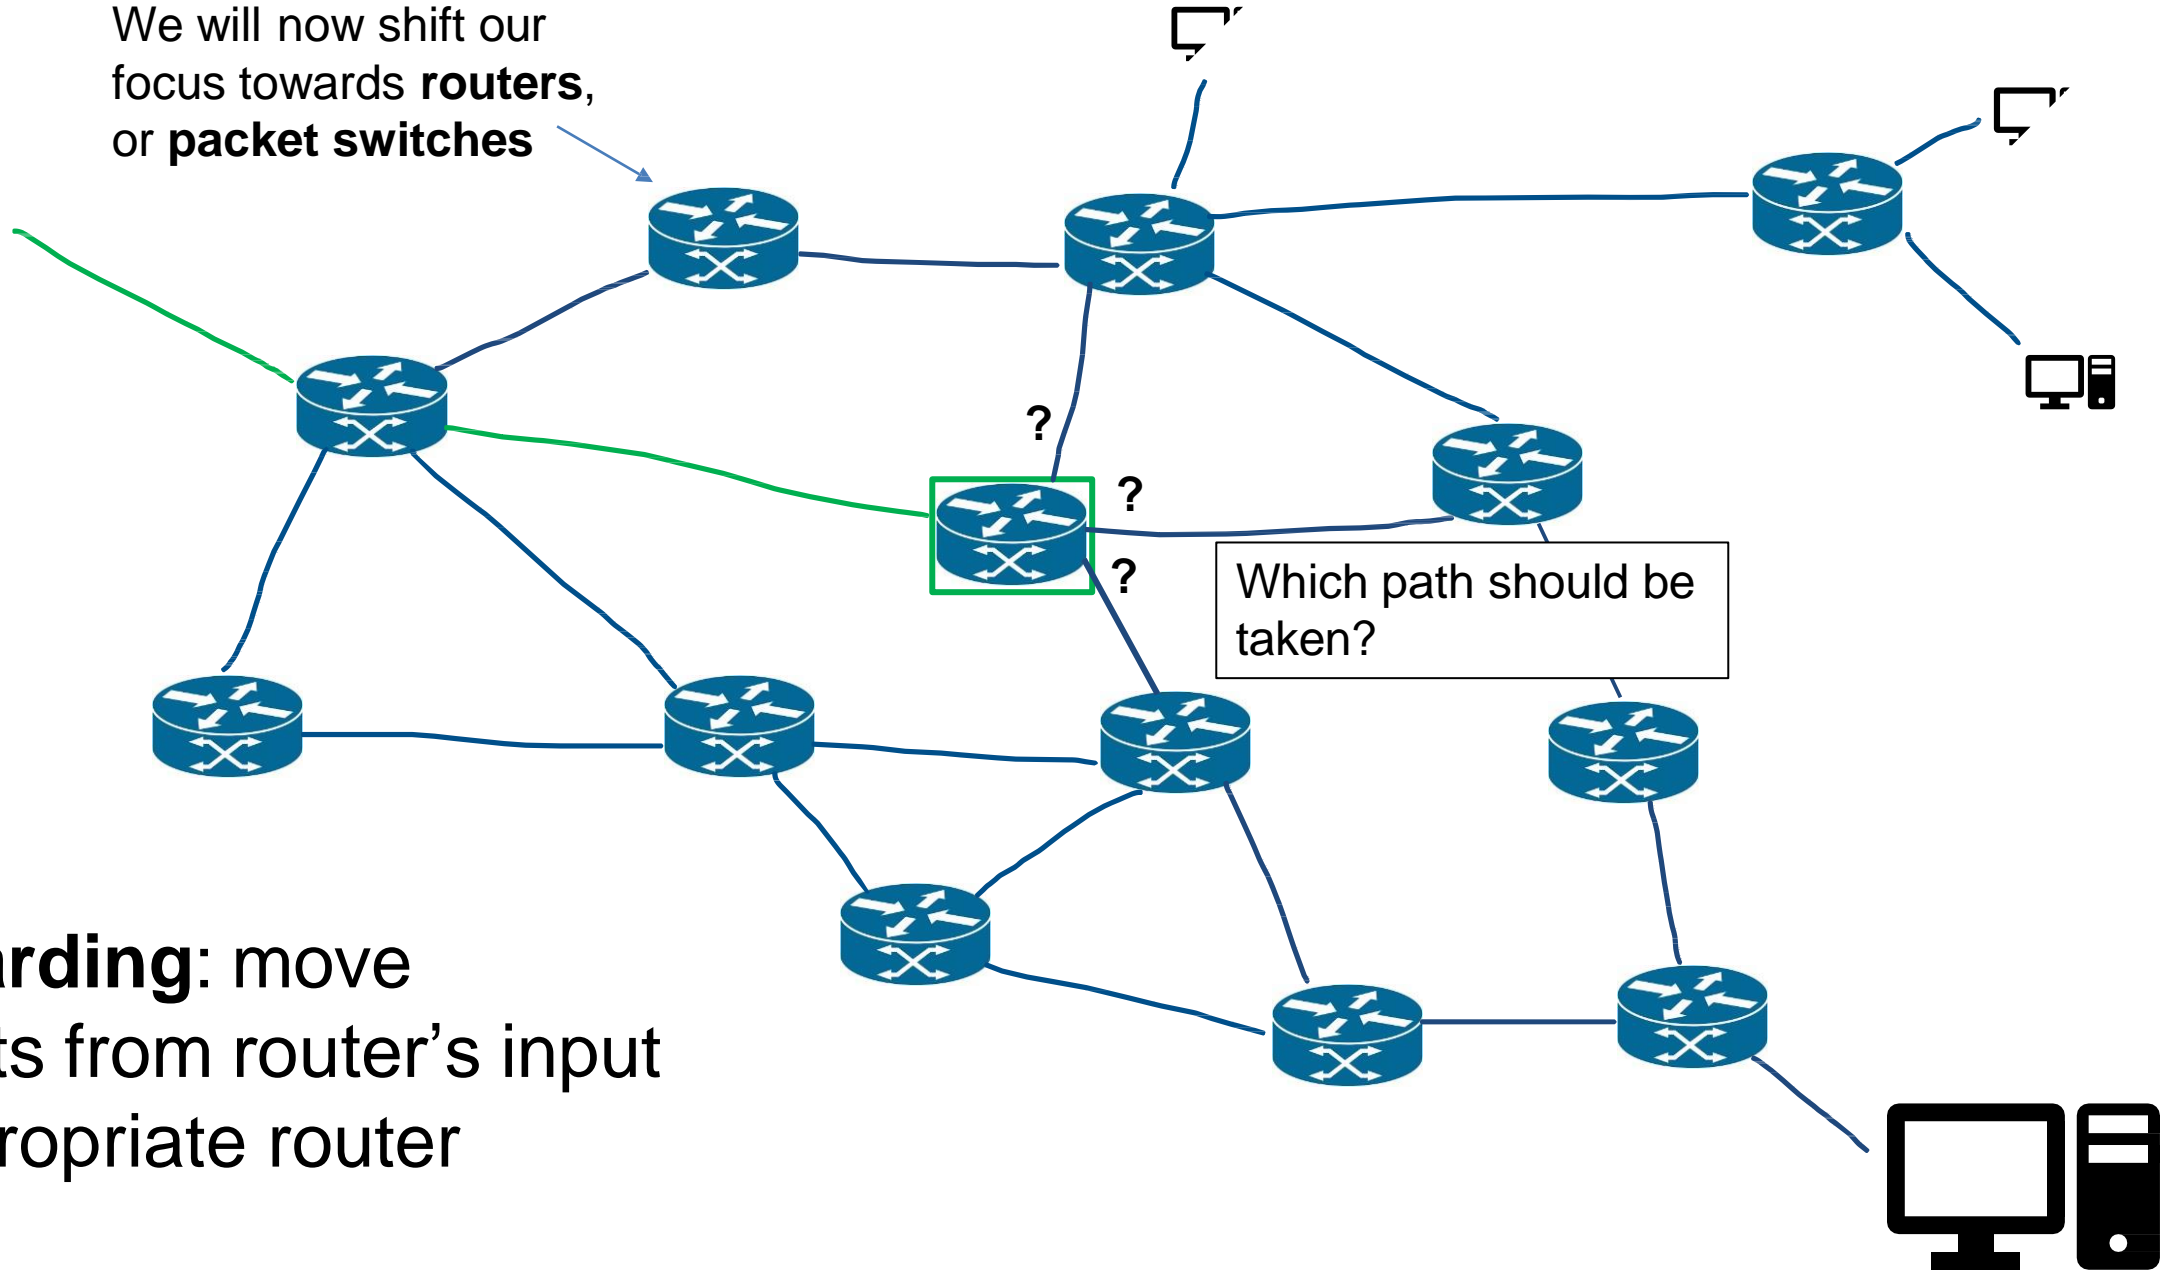 We will now shift our
focus towards routers,
or packet switches
?
?
?
Which path should be
taken?
arding: move
ts from router’s input
ropriate router